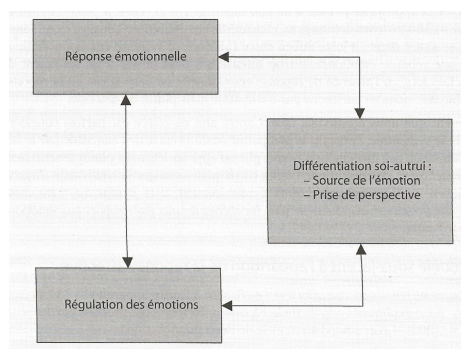 Réponse émotionnelle
Différentiation soi-autrui :
– Source de l'émotion
– Prise de perspective
Régulation des émotions